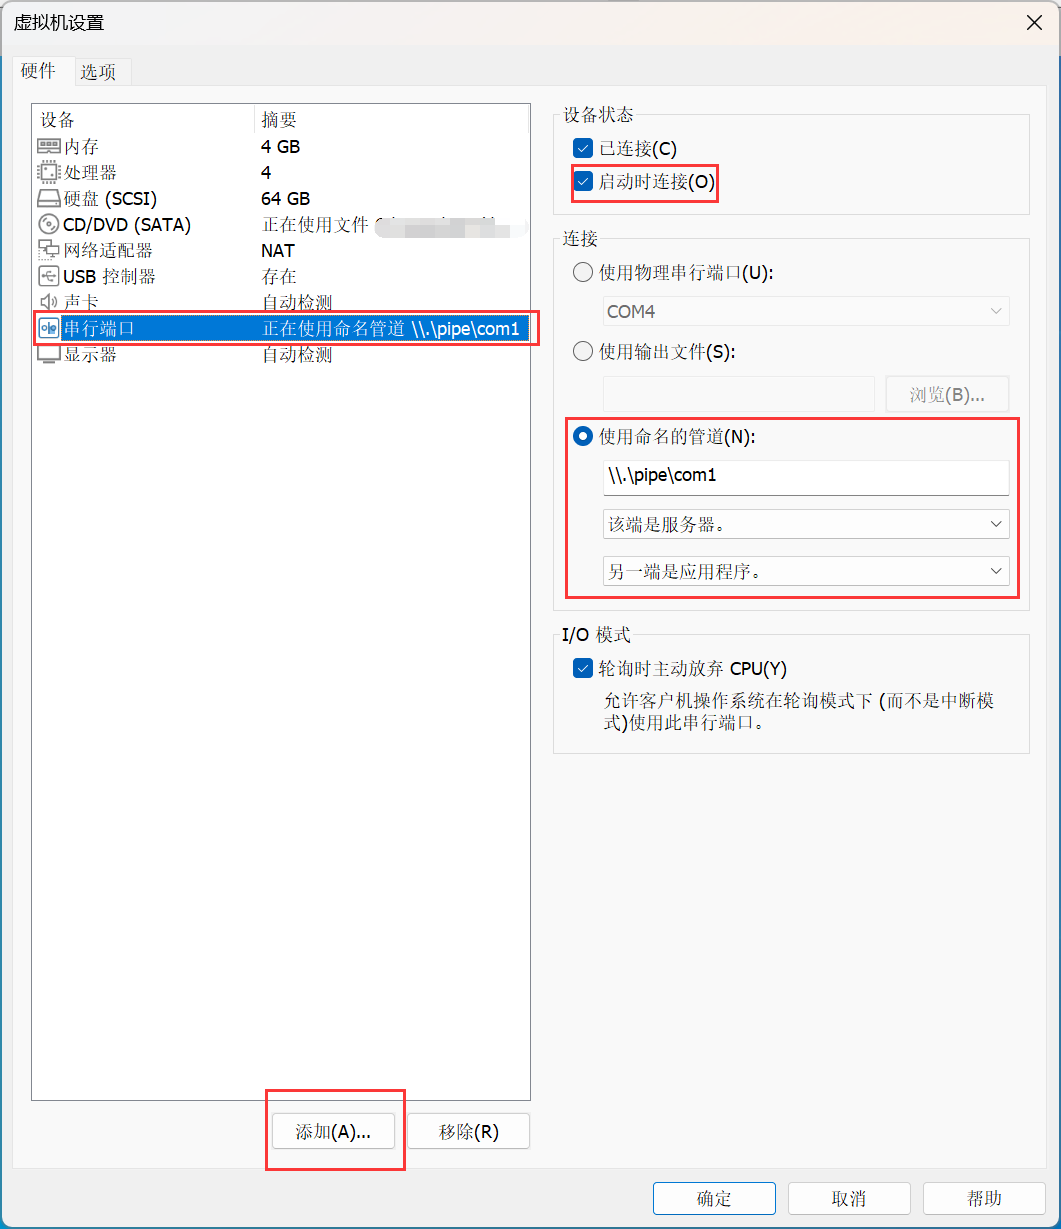 虚拟机设置
硬件 选项
设备 摘要
内存 4 GB
处理器 4
硬盘 (SCSI) 64 GB
CD/DVD (SATA) 正在使用文件
网络适配器 NAT
USB 控制器 存在
声卡 自动检测
串行端口 正在使用命名管道 \\.\pipe\com1
显示器 自动检测
添加(A)... 移除(R)
设备状态
已连接(C)
启动时连接(O)
连接
使用物理串行端口(U):
COM4
使用输出文件(S):
浏览(B)...
使用命名的管道(N):
\\.\pipe\com1
该端是服务器。
另一端是应用程序。
I/O 模式
轮询时主动放弃 CPU(Y)
允许客户机操作系统在轮询模式下 (而不是中断模
式)使用此串行端口。
确定 取消 帮助